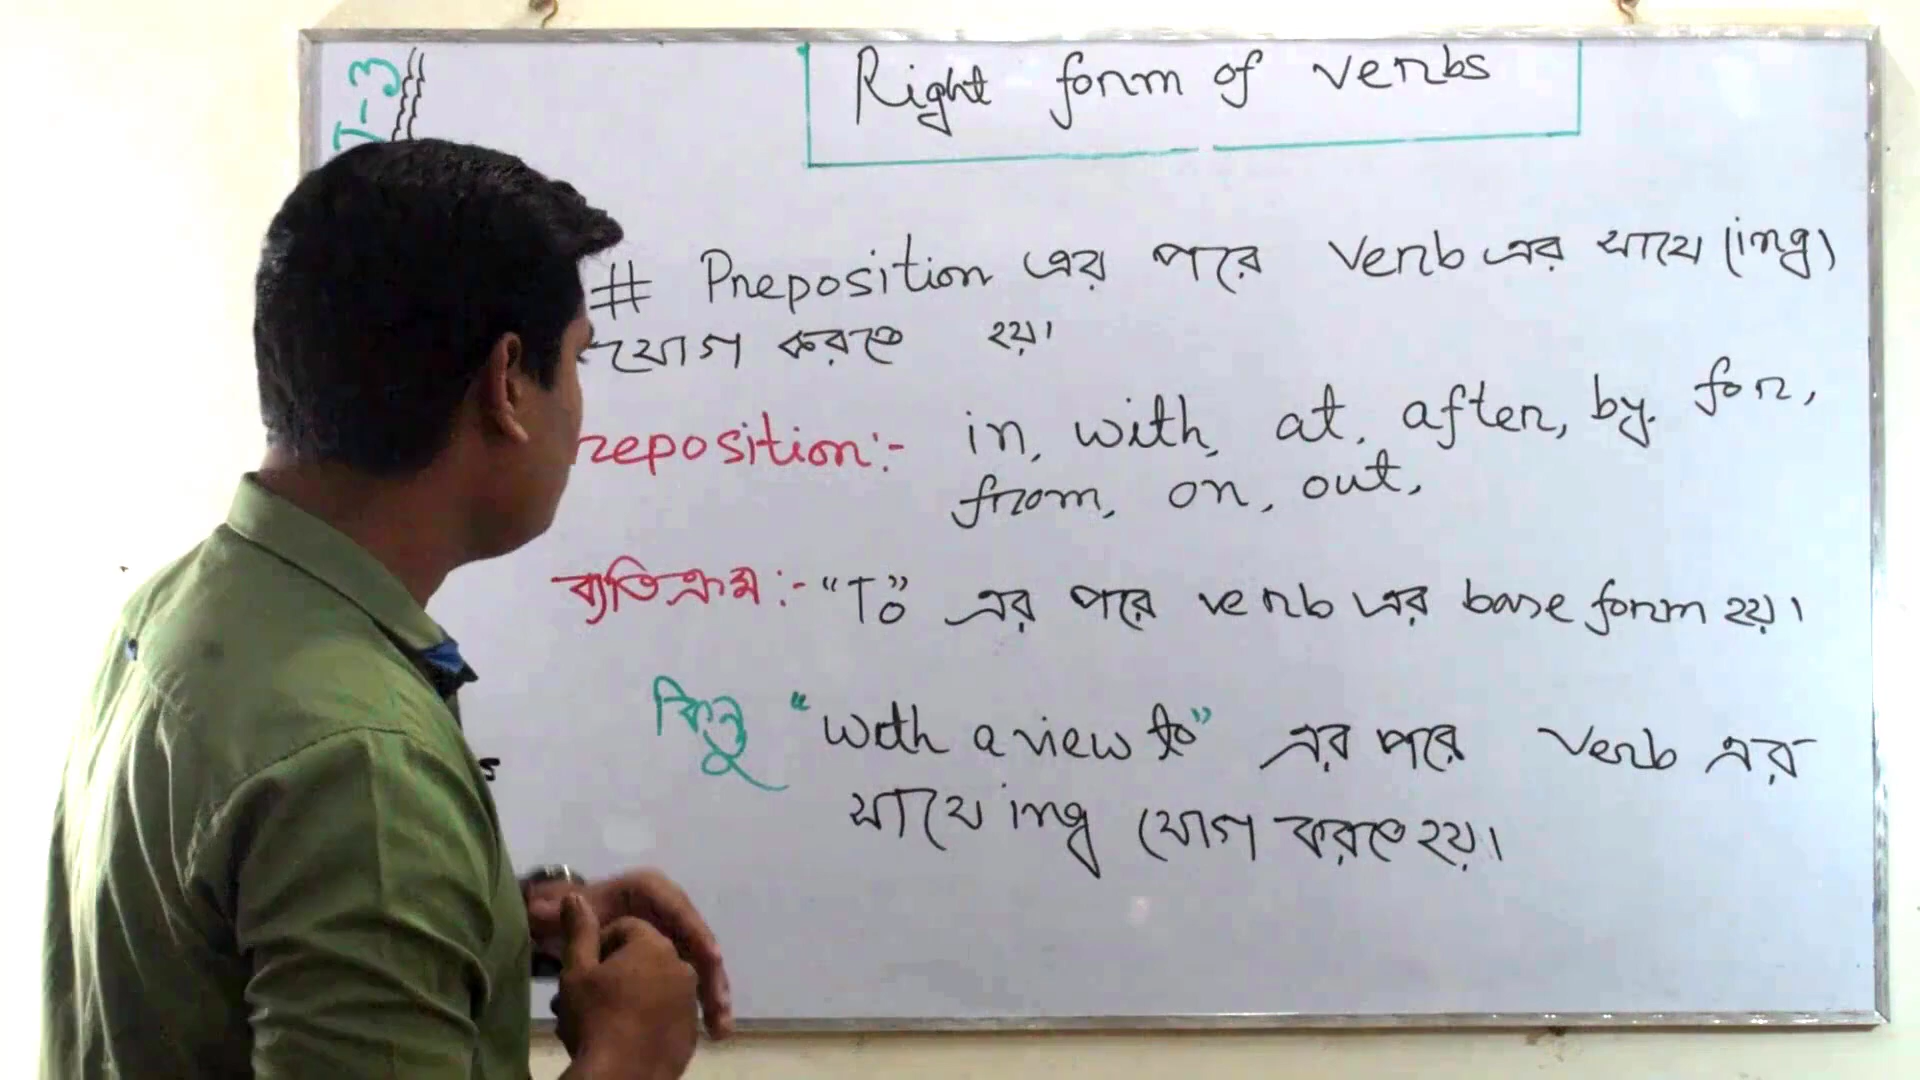 Right form of verbs
# Preposition এর পরে Verb এর সাথে (ing)
যোগ করতে হয়।
reposition:- in, with, at, after, by, for,
from, on, out,
ব্যতিক্রম:- "To" এর পরে verb এর base form হয়।
কিন্তু "with a view to" এর পরে Verb এর
সাথে ing যোগ করতে হয়।